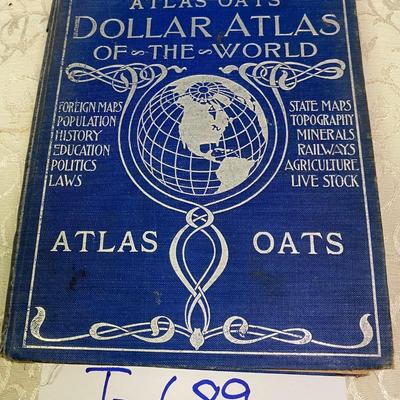 ATLAS OATS
DOLLAR ATLAS
OF THE WORLD
FOREIGN MAPS
POPULATION
HISTORY
EDUCATION
POLITICS
LAWS
STATE MAPS
TOPOGRAPHY
MINERALS
RAILWAYS
AGRICULTURE
LIVE STOCK
ATLAS OATS
T-689